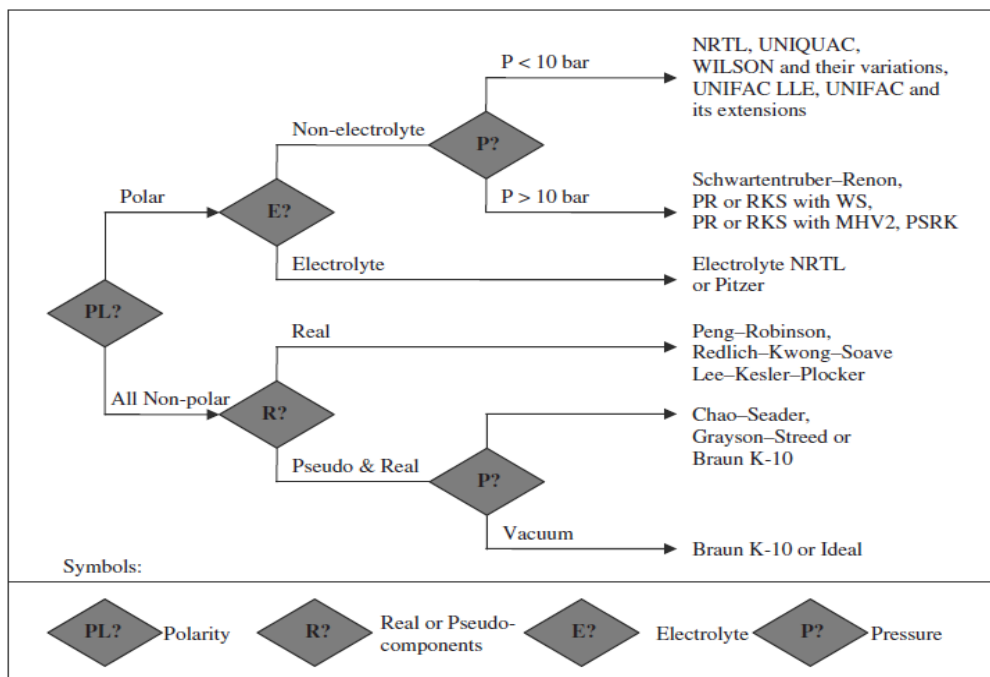 P < 10 bar
NRTL, UNIQUAC,
WILSON and their variations,
UNIFAC LLE, UNIFAC and
its extensions
Non-electrolyte
P?
Polar
E?
P > 10 bar
Schwartentruber–Renon,
PR or RKS with WS,
PR or RKS with MHV2, PSRK
Electrolyte
Electrolyte NRTL
or Pitzer
PL?
Real
Peng–Robinson,
Redlich–Kwong–Soave
Lee–Kesler–Plocker
All Non-polar
R?
Chao–Seader,
Grayson–Streed or
Braun K-10
Pseudo & Real
P?
Vacuum
Braun K-10 or Ideal
Symbols:
PL?
Polarity
R?
Real or Pseudo-
components
E?
Electrolyte
P?
Pressure